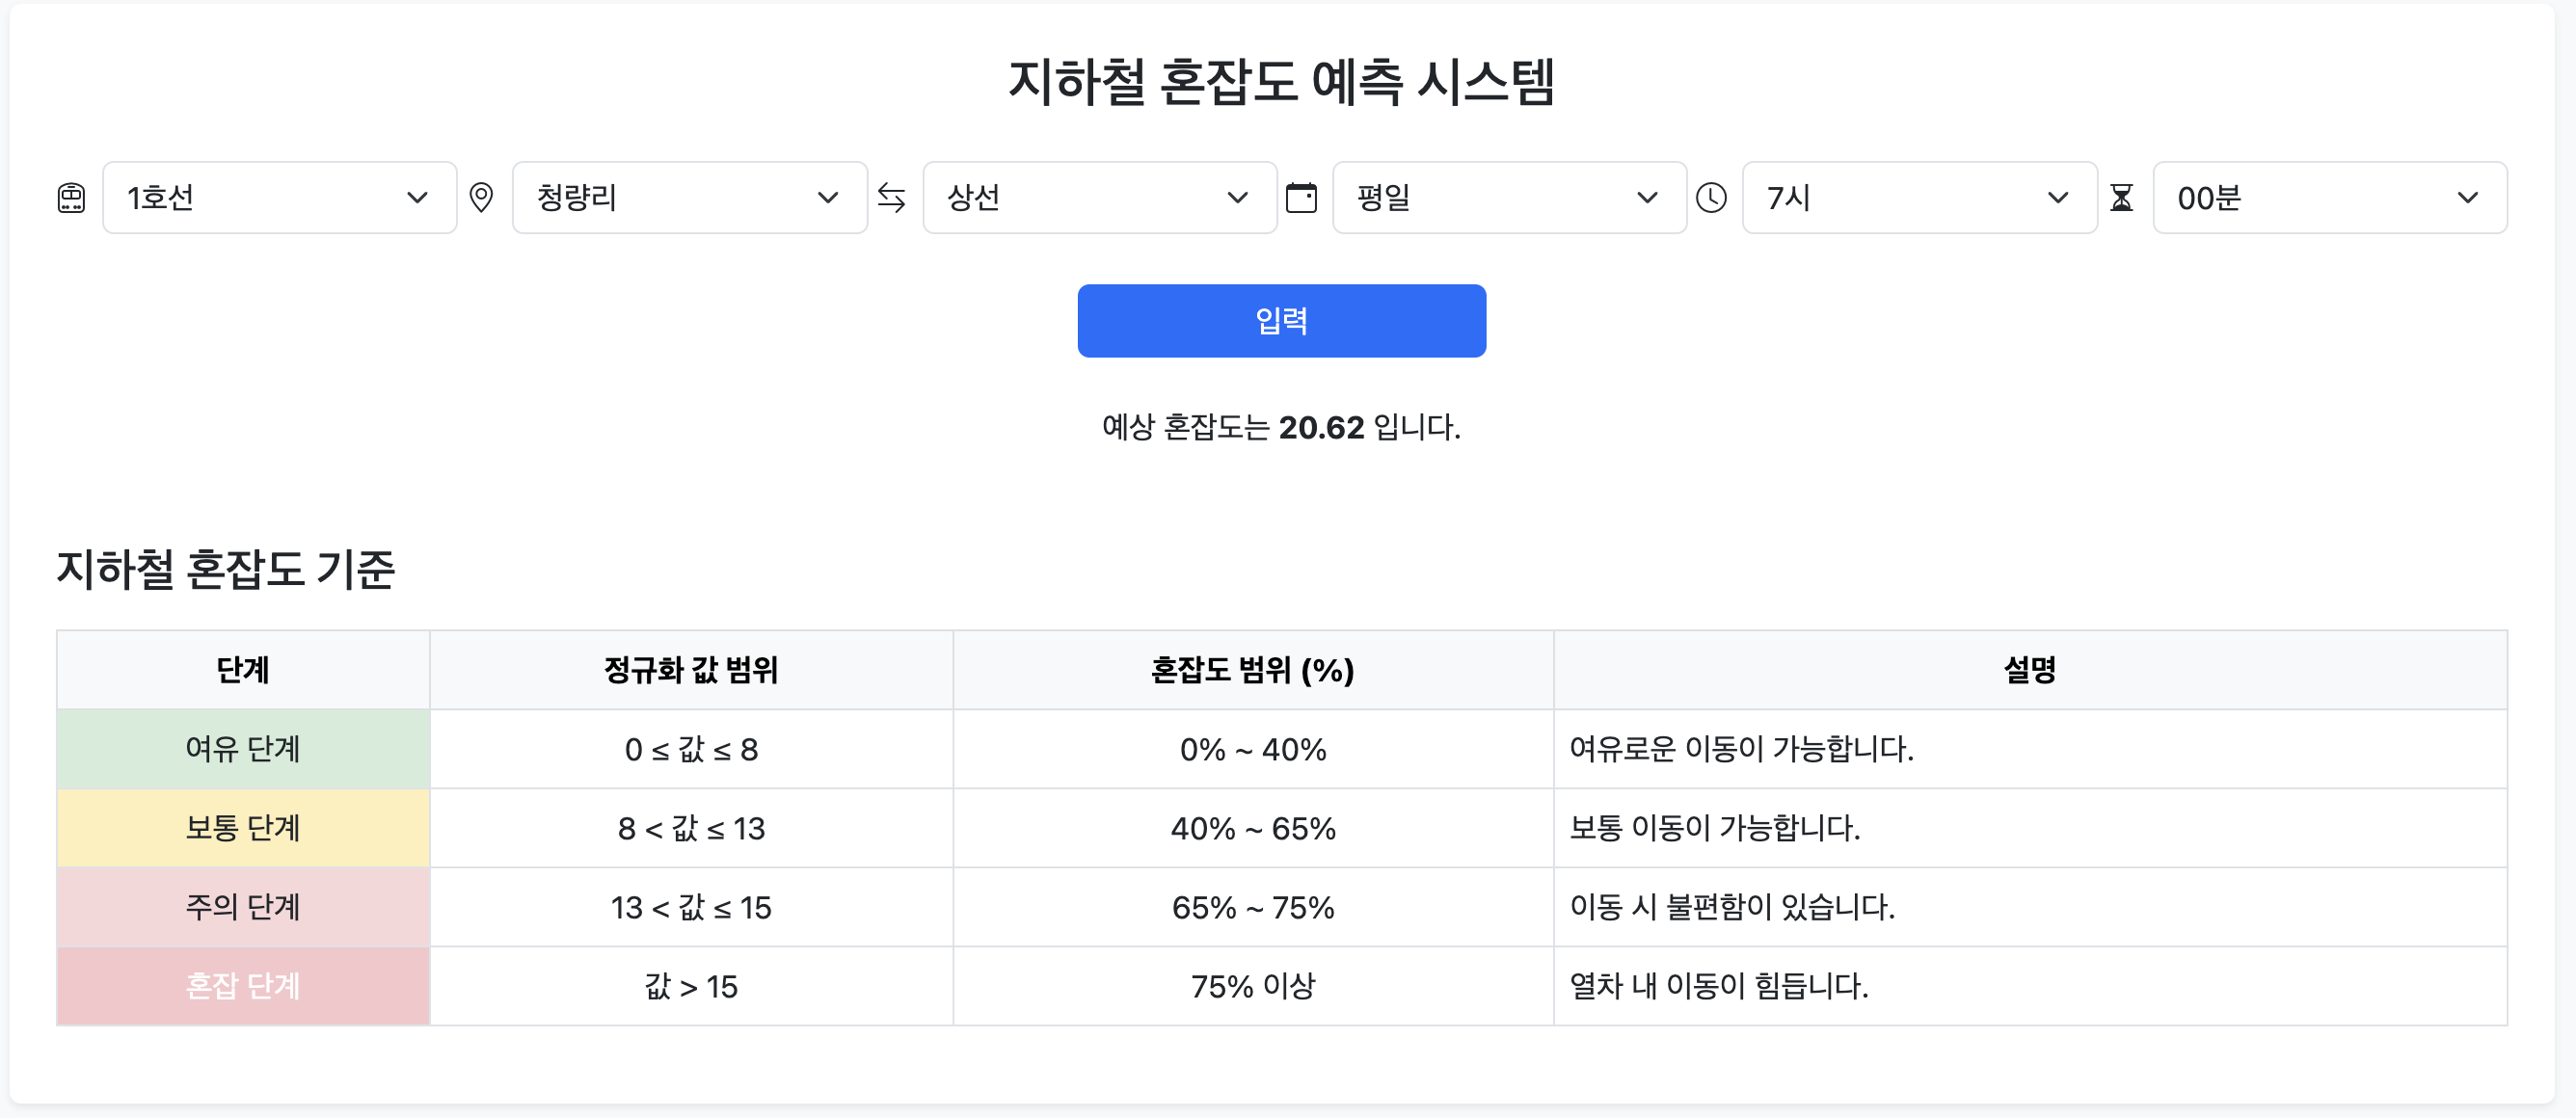 지하철 혼잡도 예측 시스템
1호선 청량리 상선 평일 7시 00분
입력
예상 혼잡도는 20.62 입니다.
지하철 혼잡도 기준
단계 정규화 값 범위 혼잡도 범위 (%) 설명
여유 단계 0 ≤ 값 ≤ 8 0% ~ 40% 여유로운 이동이 가능합니다.
보통 단계 8 < 값 ≤ 13 40% ~ 65% 보통 이동이 가능합니다.
주의 단계 13 < 값 ≤ 15 65% ~ 75% 이동 시 불편함이 있습니다.
혼잡 단계 값 > 15 75% 이상 열차 내 이동이 힘듭니다.